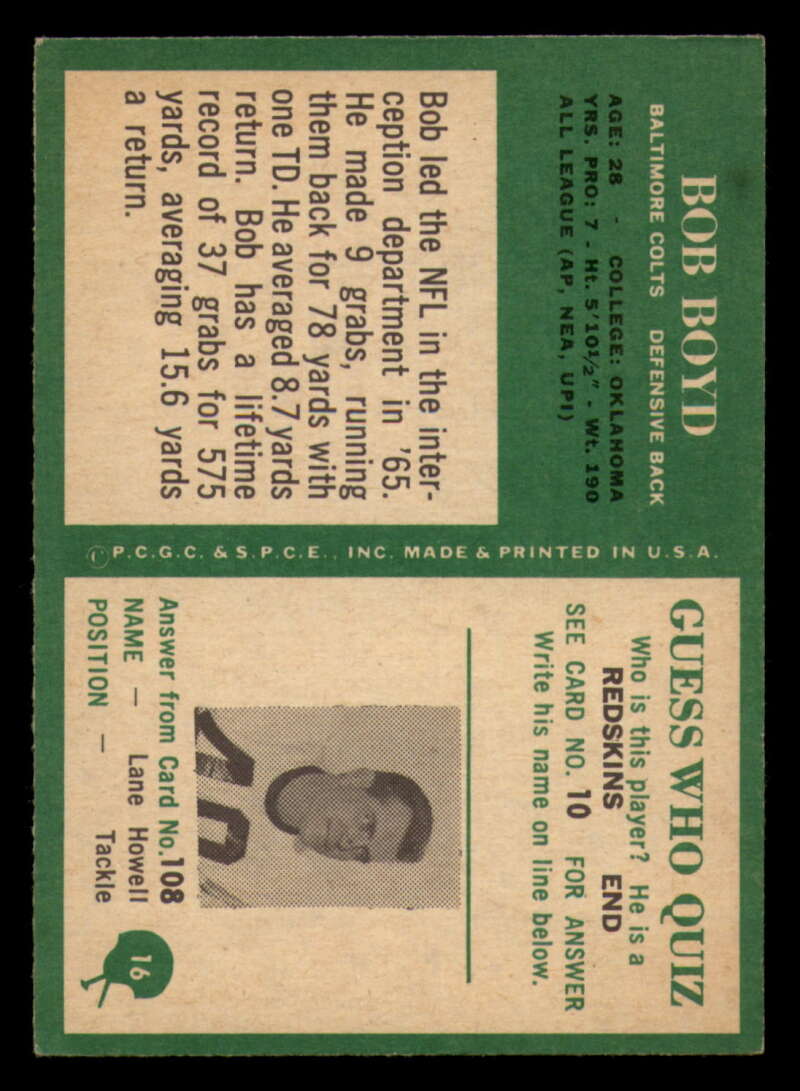 BOB BOYD
BALTIMORE COLTS DEFENSIVE BACK
AGE: 28 - COLLEGE: OKLAHOMA
YRS. PRO: 7 - Ht. 5'10½" - Wt. 190
ALL LEAGUE (AP, NEA, UPI)
Bob led the NFL in the inter-
ception department in '65.
He made 9 grabs, running
them back for 78 yards with
one TD. He averaged 8.7 yards
return. Bob has a lifetime
record of 37 grabs for 575
yards, averaging 15.6 yards
a return.
© P.C.G.C. & S.P.C.E., INC. MADE & PRINTED IN U.S.A.
GUESS WHO QUIZ
Who is this player? He is a
REDSKINS END
SEE CARD NO. 10 FOR ANSWER
Write his name on line below.
Answer from Card No. 108
NAME — Lane Howell
POSITION — Tackle
16